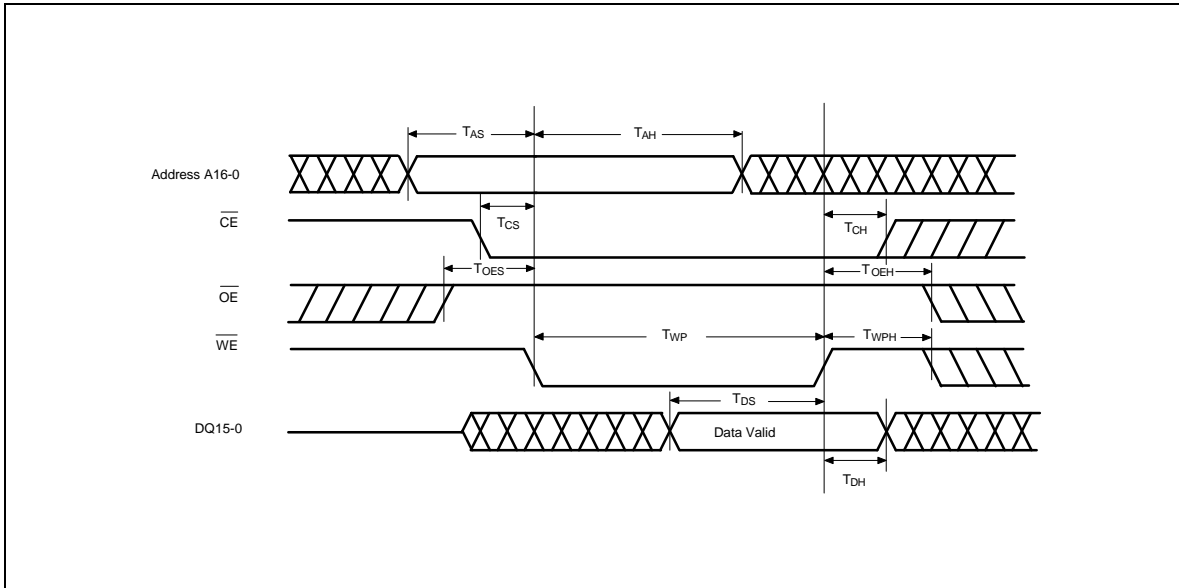 TAS
TAH
Address A16-0
CE
TCS
TCH
TOES
TOEH
OE
TWP
TWPH
WE
TDS
DQ15-0
Data Valid
TDH